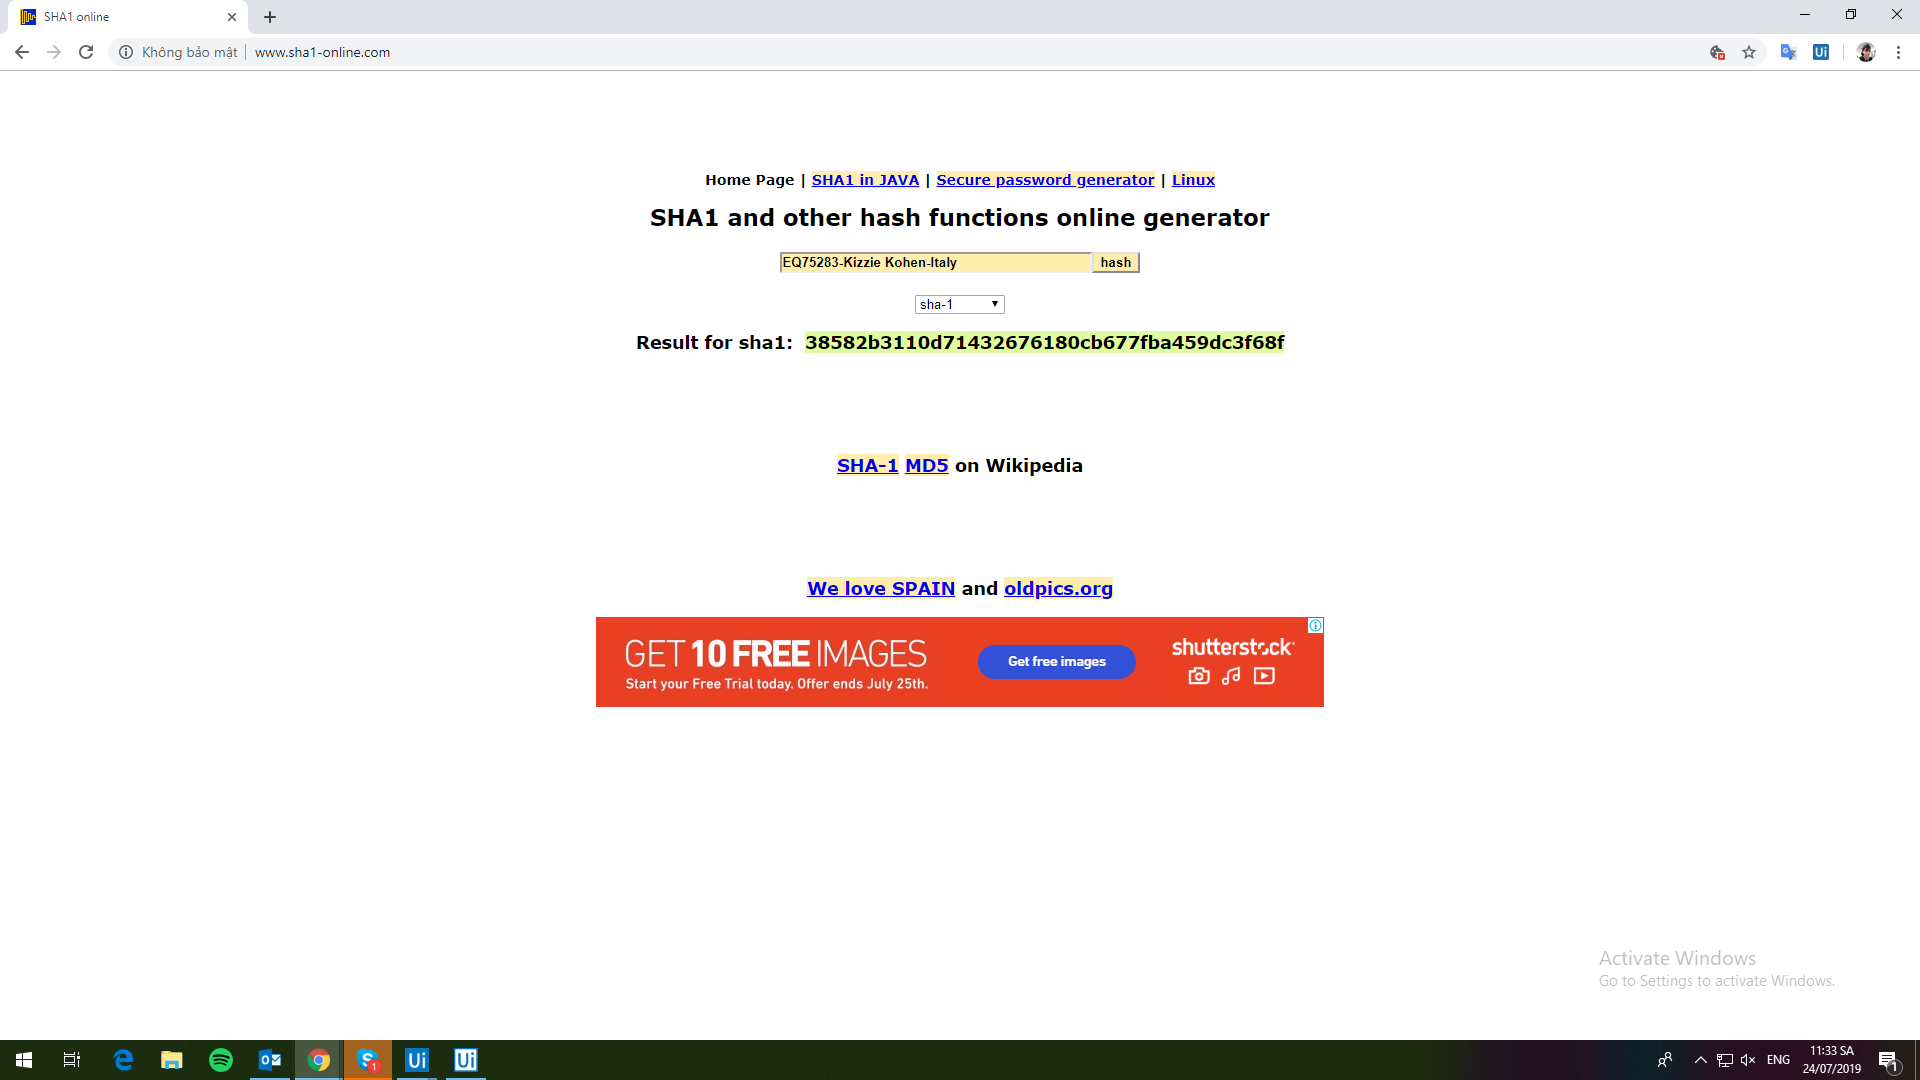 SHA1 online
Không bảo mật
www.sha1-online.com
Home Page | SHA1 in JAVA | Secure password generator | Linux
SHA1 and other hash functions online generator
EQ75283-Kizzie Kohen-Italy
hash
sha-1
Result for sha1: 38582b3110d71432676180cb677fba459dc3f68f
SHA-1 MD5 on Wikipedia
We love SPAIN and oldpics.org
GET 10 FREE IMAGES
Start your Free Trial today. Offer ends July 25th.
Get free images
shutterstock
Activate Windows
Go to Settings to activate Windows.
ENG
11:33 SA
24/07/2019